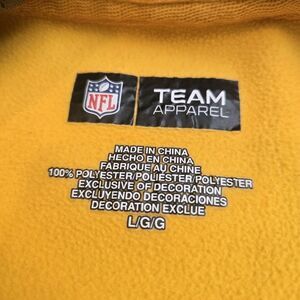 NFL
TEAM
APPAREL
MADE IN CHINA
HECHO EN CHINA
FABRIQUE AU CHINE
100% POLYESTER/POLIÉSTER/POLYESTER
EXCLUSIVE OF DECORATION
EXCLUYENDO DECORACIONES
DECORATION EXCLUE
L/G/G